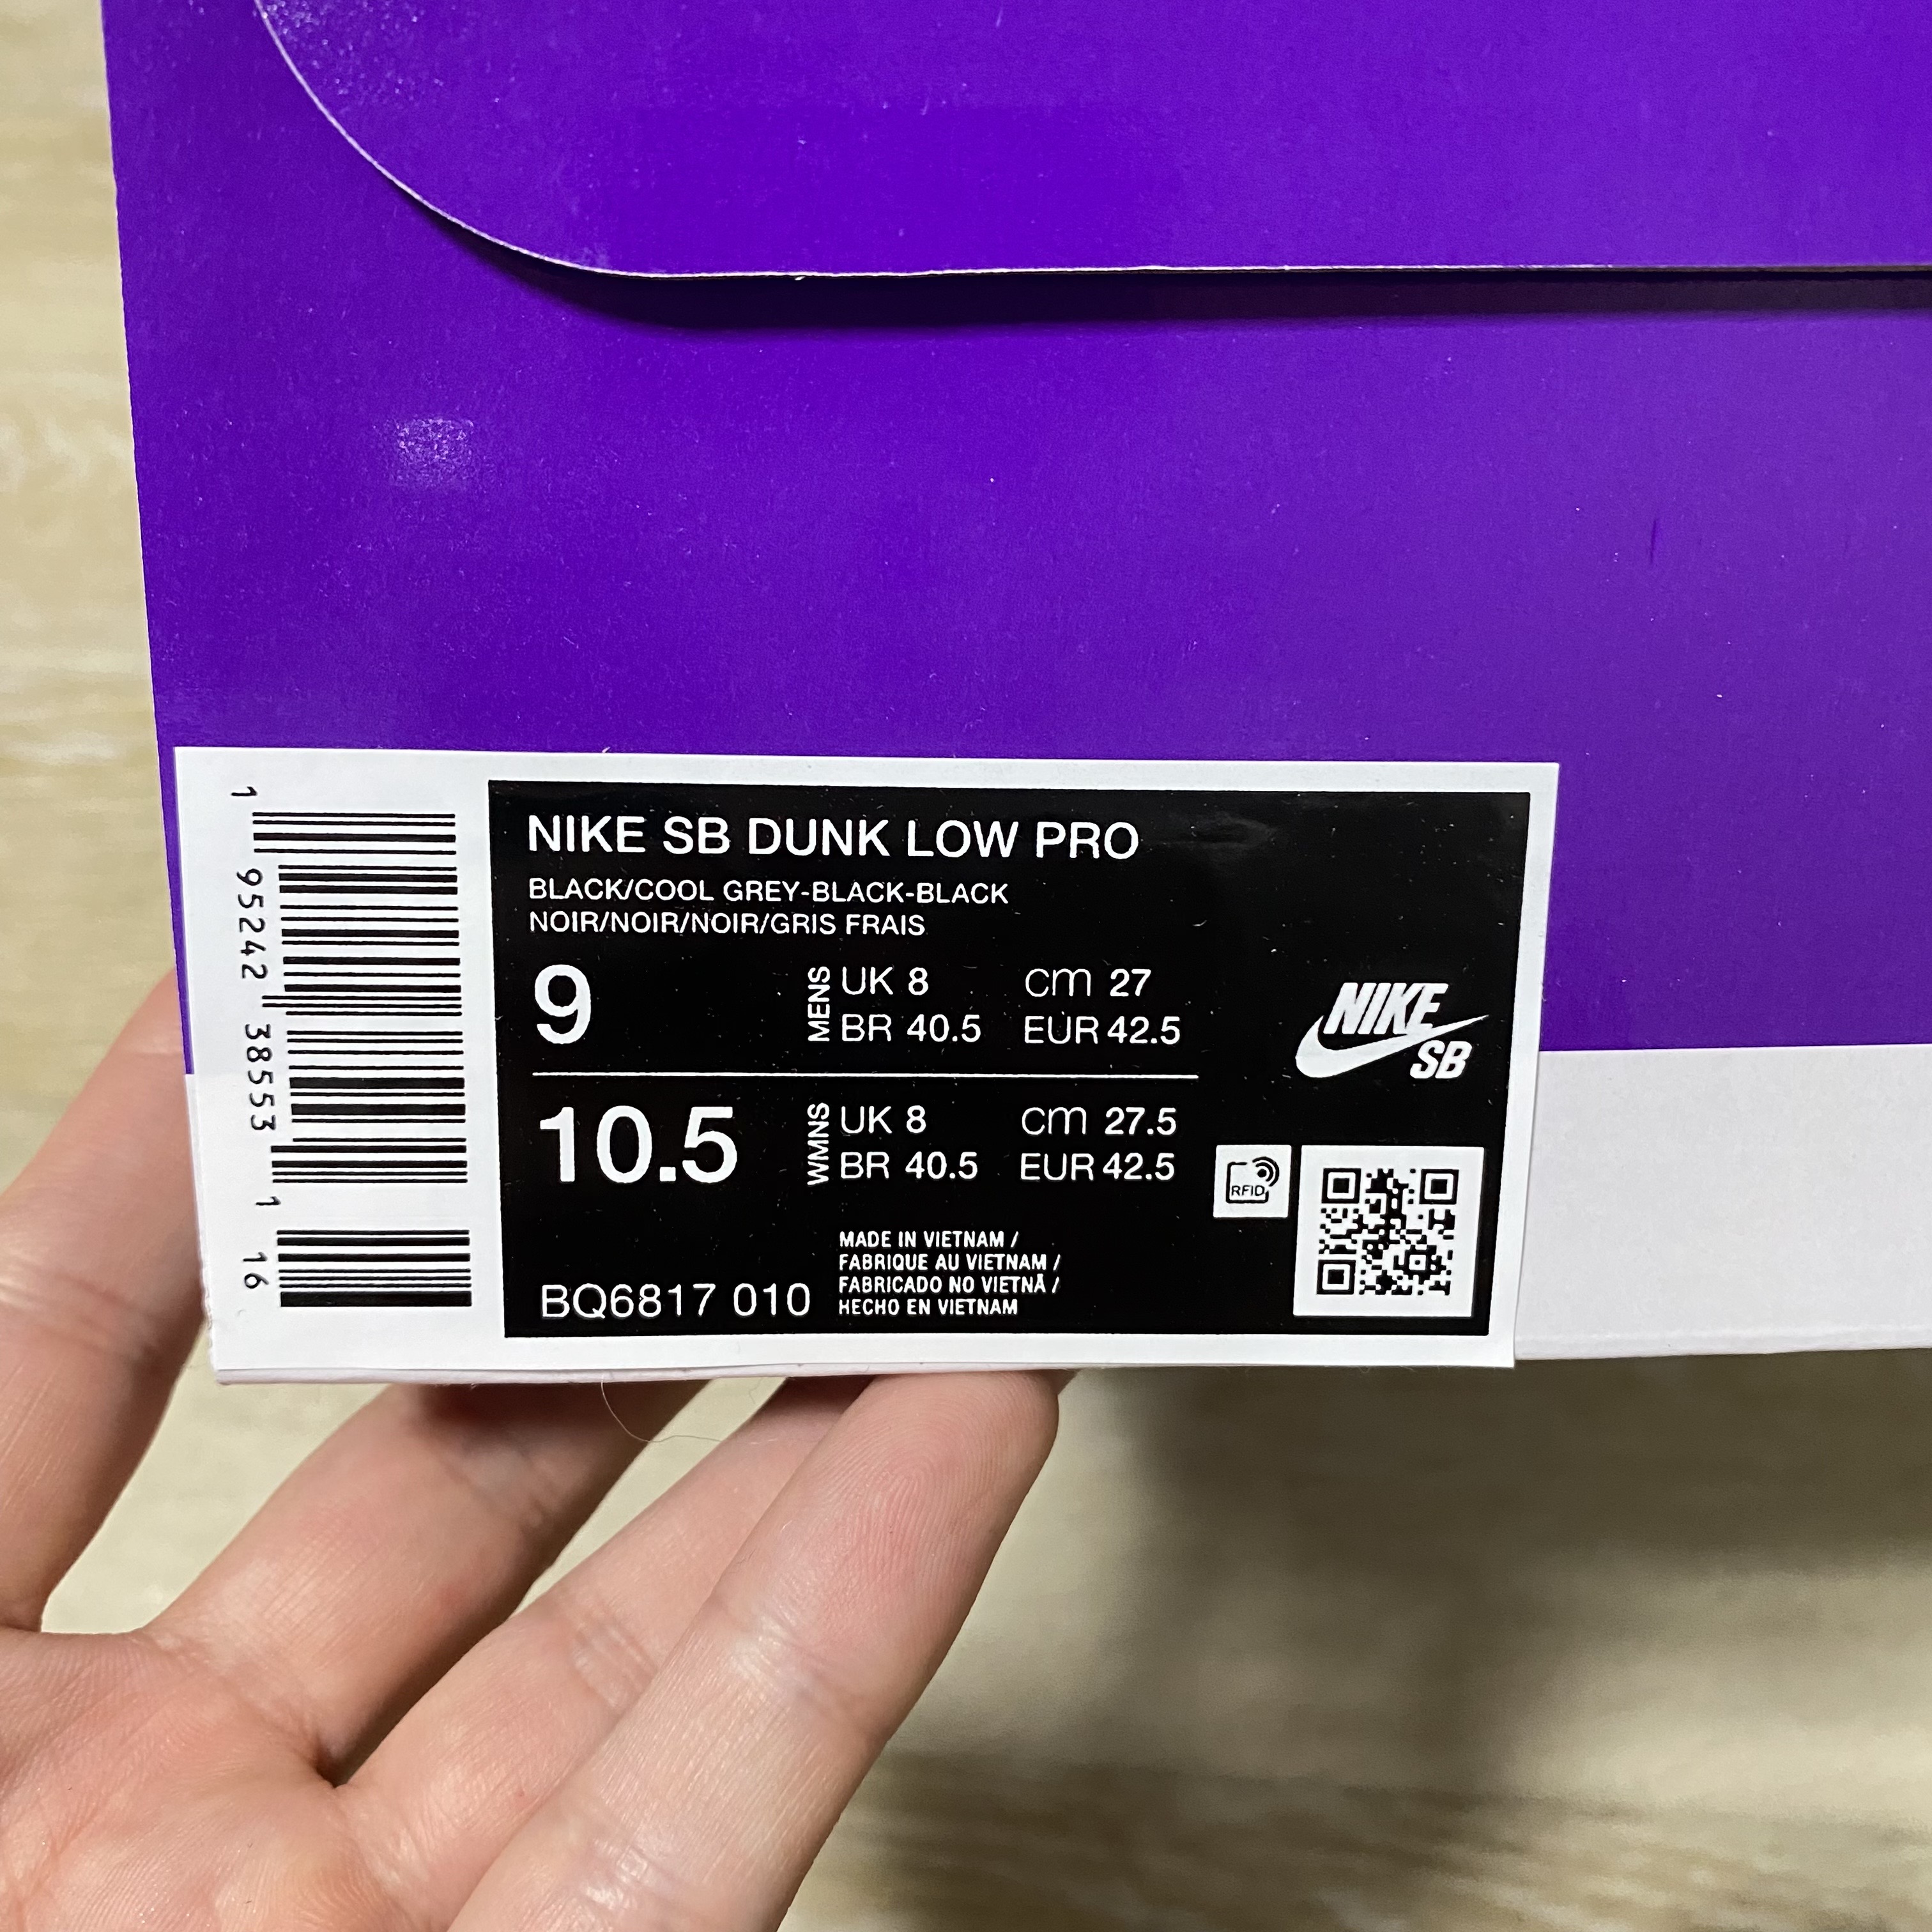 NIKE SB DUNK LOW PRO
BLACK/COOL GREY-BLACK-BLACK
NOIR/NOIR/NOIR/GRIS FRAIS
9
MENS
UK 8
cm 27
BR 40.5
EUR 42.5
10.5
WMNS
UK 8
cm 27.5
BR 40.5
EUR 42.5
NIKE
SB
RFID
BQ6817 010
MADE IN VIETNAM /
FABRIQUE AU VIETNAM /
FABRICADO NO VIETNÃ /
HECHO EN VIETNAM
1 95242 38553 1 16